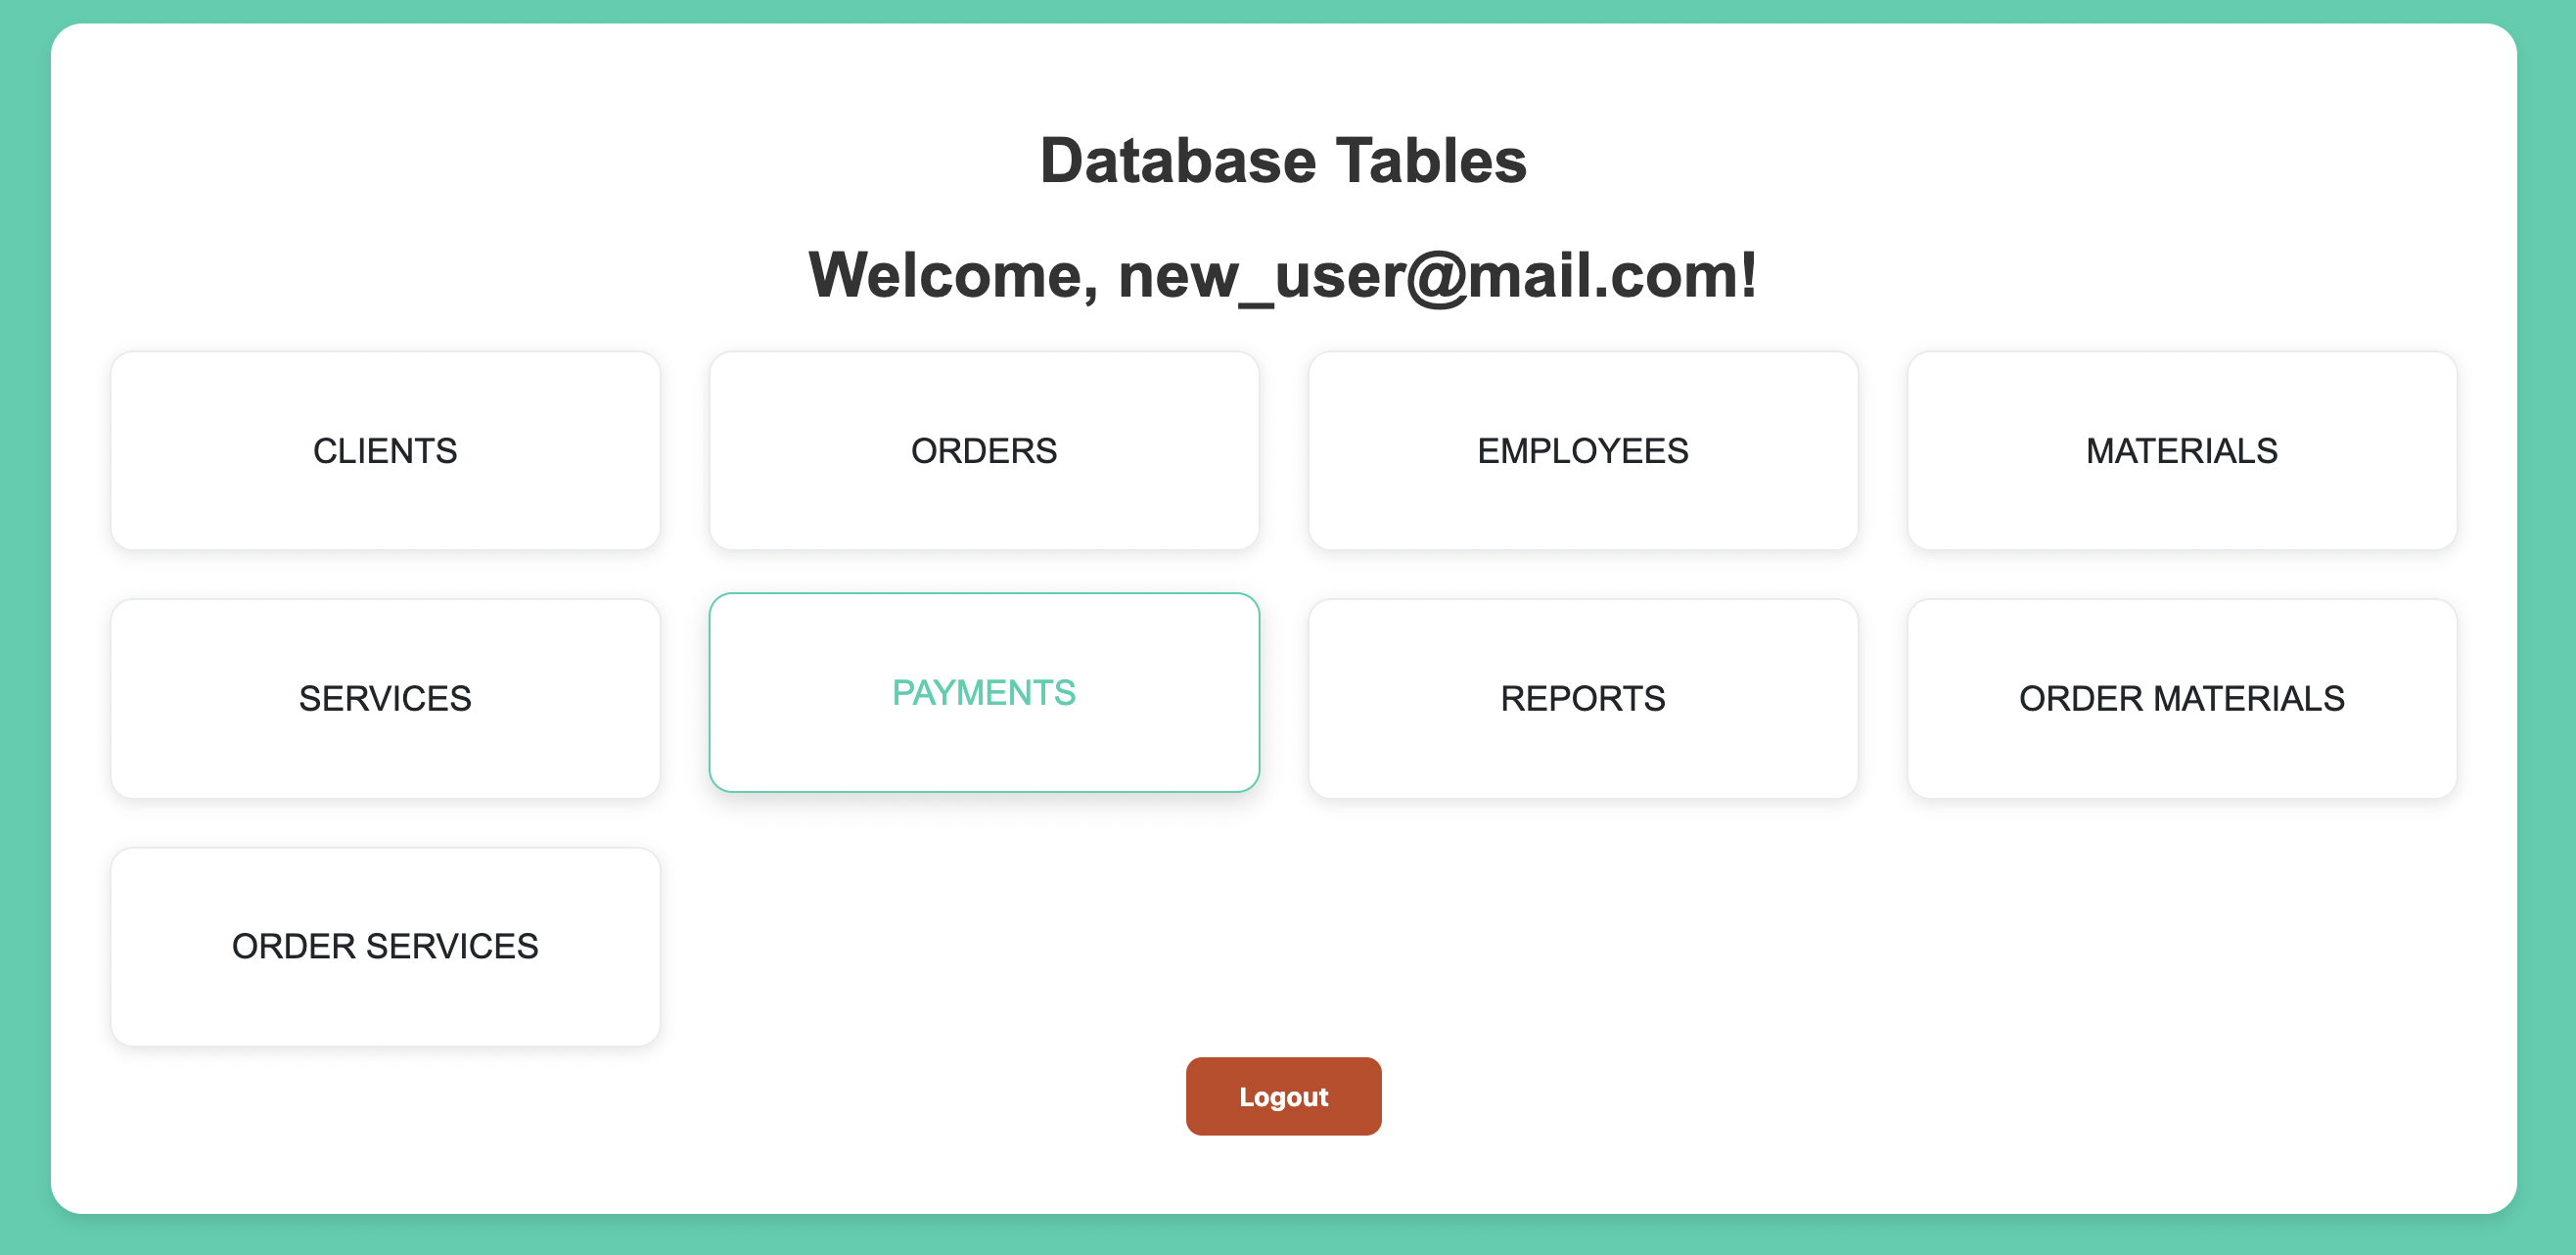 Database Tables
Welcome, new_user@mail.com!
CLIENTS
ORDERS
EMPLOYEES
MATERIALS
SERVICES
PAYMENTS
REPORTS
ORDER MATERIALS
ORDER SERVICES
Logout